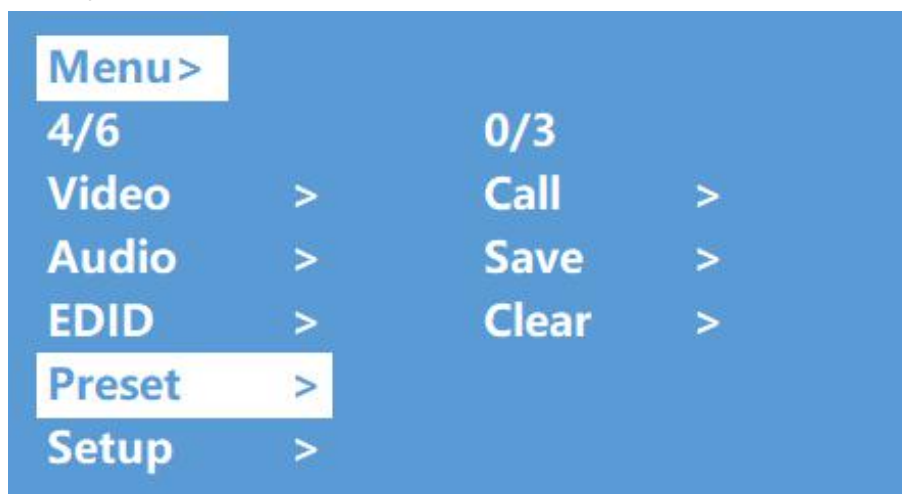 Menu>
4/6 0/3
Video > Call >
Audio > Save >
EDID > Clear >
Preset >
Setup >